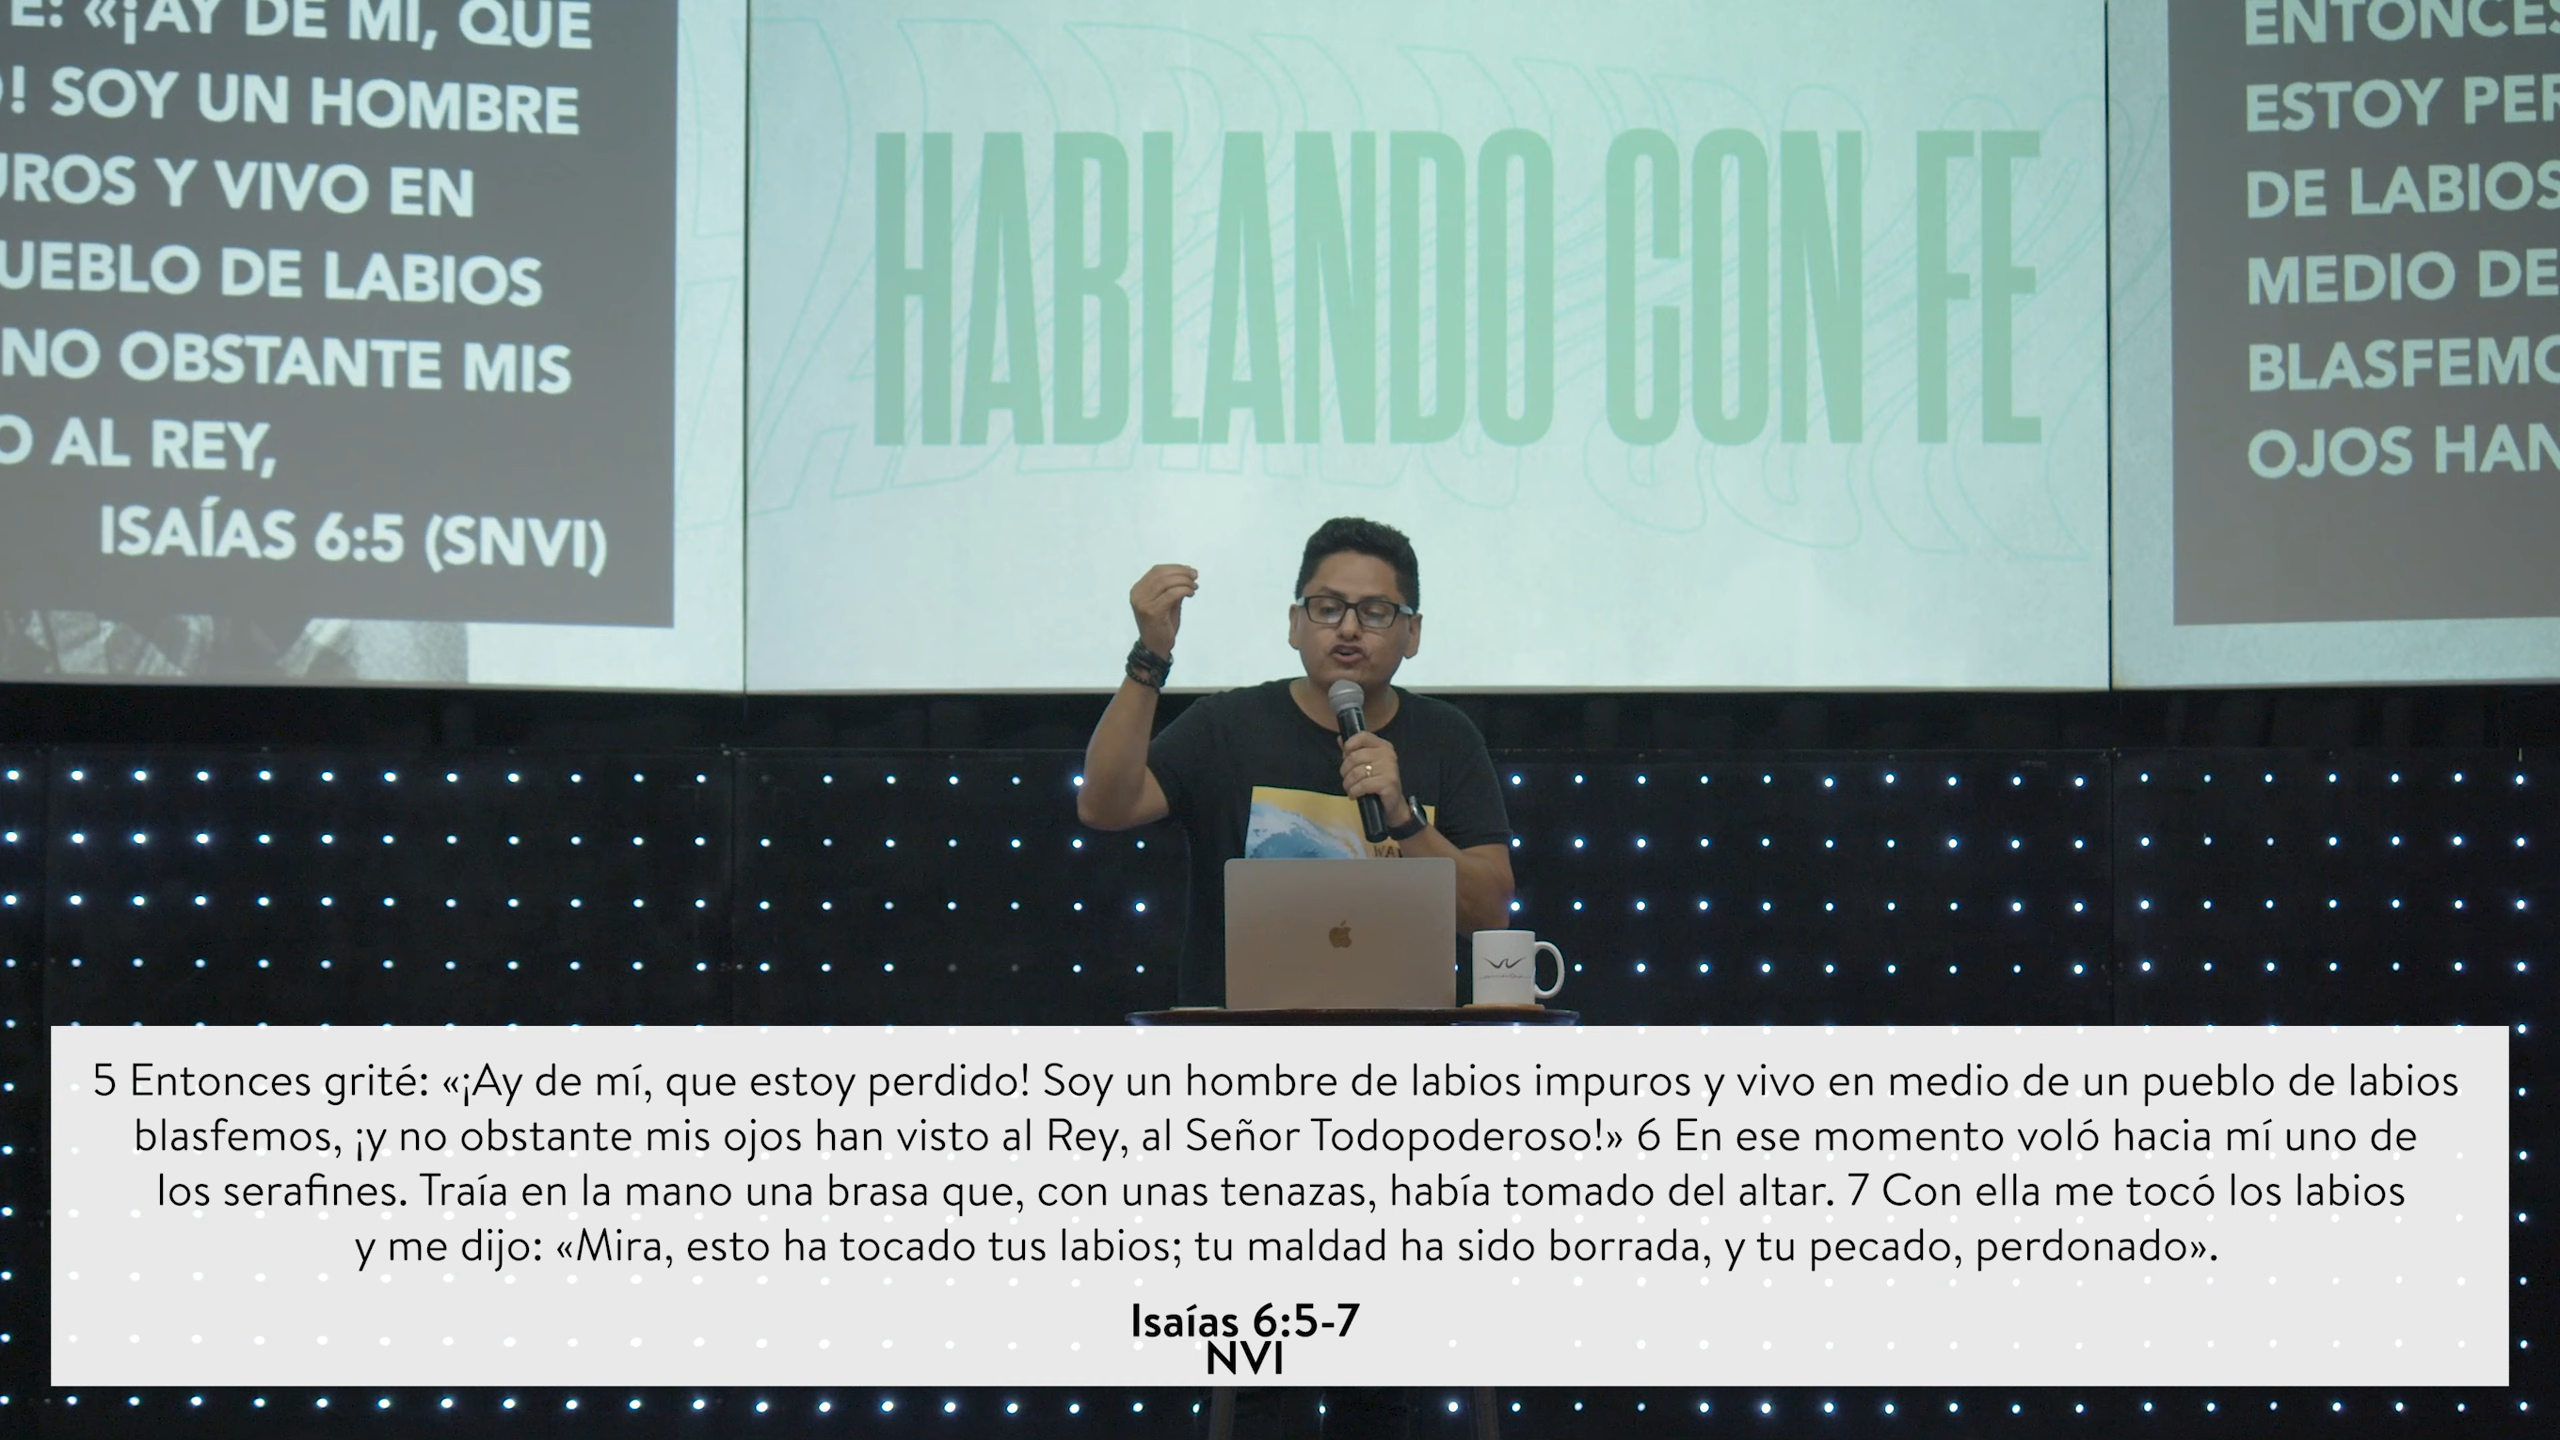 E: «¡AY DE MÍ, QUE
! SOY UN HOMBRE
UROS Y VIVO EN
UEBLO DE LABIOS
NO OBSTANTE MIS
O AL REY,
ISAÍAS 6:5 (SNVI)
HABLANDO CON FE
ENTONCES
ESTOY PER
DE LABIOS
MEDIO DE
BLASFEMO
OJOS HAN
WA
5 Entonces grité: «¡Ay de mí, que estoy perdido! Soy un hombre de labios impuros y vivo en medio de un pueblo de labios
blasfemos, ¡y no obstante mis ojos han visto al Rey, al Señor Todopoderoso!» 6 En ese momento voló hacia mí uno de
los serafines. Traía en la mano una brasa que, con unas tenazas, había tomado del altar. 7 Con ella me tocó los labios
y me dijo: «Mira, esto ha tocado tus labios; tu maldad ha sido borrada, y tu pecado, perdonado».
Isaías 6:5-7
NVI